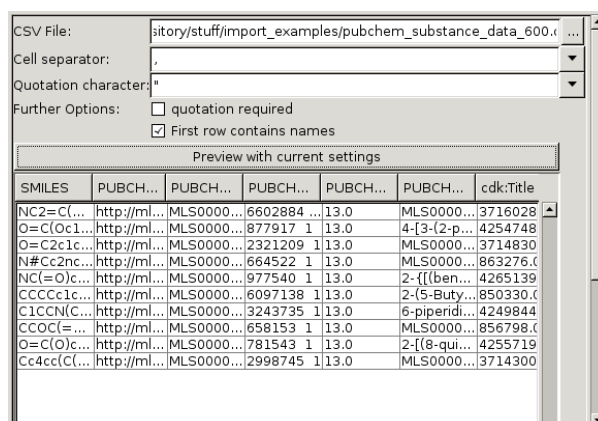 CSV File: sitory/stuff/import_examples/pubchem_substance_data_600.c ...
Cell separator: ,
Quotation character: "
Further Options: quotation required
First row contains names
Preview with current settings
SMILES PUBCH... PUBCH... PUBCH... PUBCH... PUBCH... cdk:Title
NC2=C(... http://ml... MLS0000... 6602884 ... 13.0 MLS0000... 3716028
O=C(Oc1... http://ml... MLS0000... 877917 1 13.0 4-[3-(2-p... 4254748
O=C2c1c... http://ml... MLS0000... 2321209 1 13.0 MLS0000... 3714830
N#Cc2nc... http://ml... MLS0000... 664522 1 13.0 MLS0000... 863276.0
NC(=O)c... http://ml... MLS0000... 977540 1 13.0 2-{[(ben... 4265139
CCCCc1c... http://ml... MLS0000... 6097138 1 13.0 2-(5-Buty... 850330.0
C1CCN(C... http://ml... MLS0000... 3243735 1 13.0 6-piperidi... 4249844
CCOC(=... http://ml... MLS0000... 658153 1 13.0 MLS0000... 856798.0
O=C(O)c... http://ml... MLS0000... 781543 1 13.0 2-[(8-qui... 4255719
Cc4cc(C(... http://ml... MLS0000... 2998745 1 13.0 MLS0000... 3714300